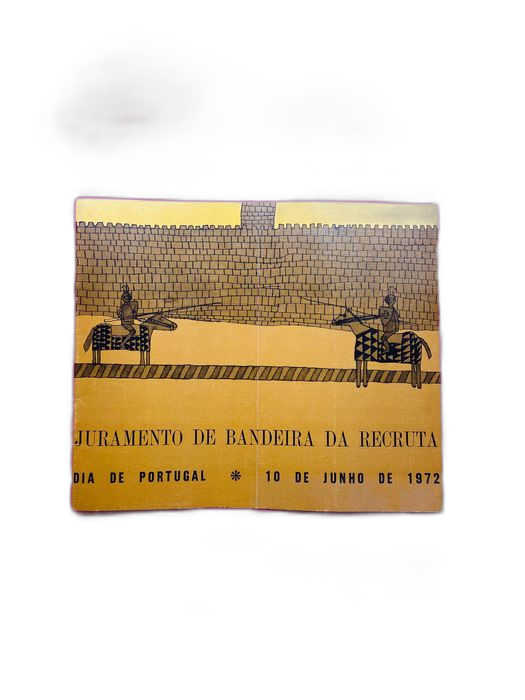 JURAMENTO DE BANDEIRA DA RECRUTA
DIA DE PORTUGAL * 10 DE JUNHO DE 1972